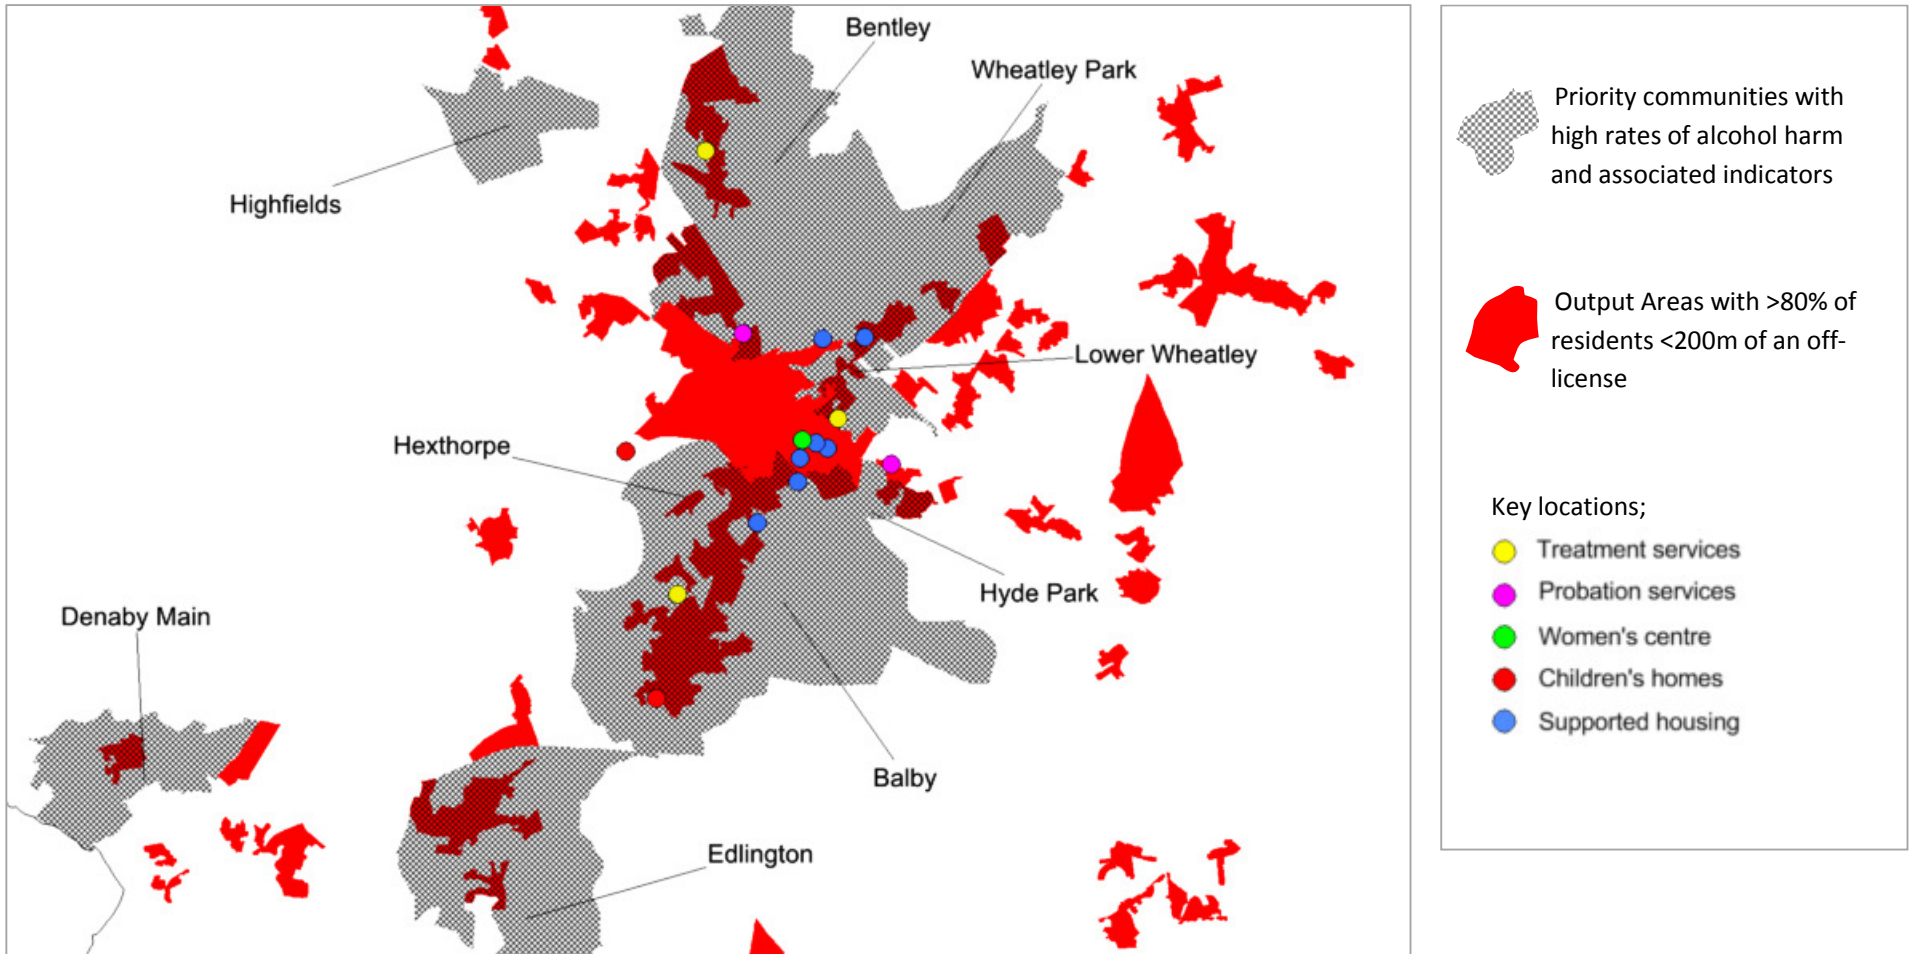 Bentley
Wheatley Park
Highfields
Lower Wheatley
Hexthorpe
Hyde Park
Denaby Main
Balby
Edlington
Priority communities with
high rates of alcohol harm
and associated indicators
Output Areas with >80% of
residents <200m of an off-
license
Key locations;
Treatment services
Probation services
Women's centre
Children's homes
Supported housing